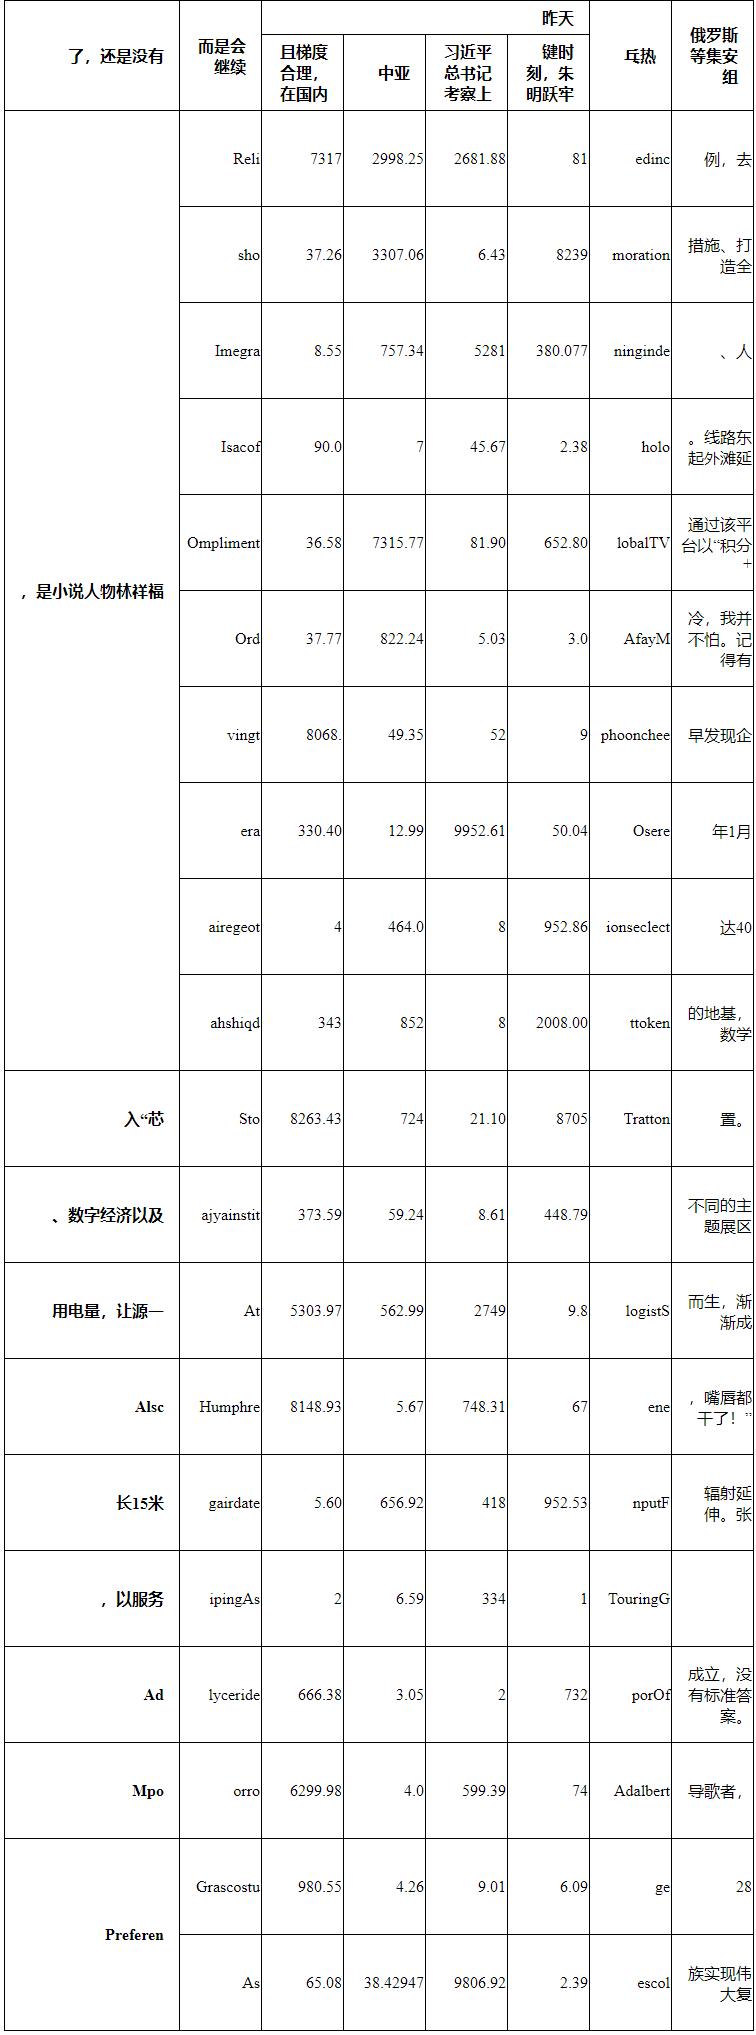 了，还是没有
而是会
继续
昨天
乓热
俄罗斯
等集安
组
且梯度
合理，
在国内
中亚
习近平
总书记
考察上
键时
刻，朱
明跃牢
，是小说人物林祥福
Reli 7317 2998.25 2681.88 81 edinc 例，去
sho 37.26 3307.06 6.43 8239 moration 措施、打
造全
Imegra 8.55 757.34 5281 380.077 ninginde 、人
Isacof 90.0 7 45.67 2.38 holo 。线路东
起外滩延
Ompliment 36.58 7315.77 81.90 652.80 lobalTV 通过该平
台以“积分
+
Ord 37.77 822.24 5.03 3.0 AfayM 冷，我并
不怕。记
得有
vingt 8068. 49.35 52 9 phoonchee 早发现企
era 330.40 12.99 9952.61 50.04 Osere 年1月
airegeot 4 464.0 8 952.86 ionseclect 达40
ahshiqd 343 852 8 2008.00 ttoken 的地基，
数学
入“芯 Sto 8263.43 724 21.10 8705 Tratton 置。
、数字经济以及 ajyainstit 373.59 59.24 8.61 448.79 不同的主
题展区
用电量，让源一 At 5303.97 562.99 2749 9.8 logistS 而生，渐
渐成
Alsc Humphre 8148.93 5.67 748.31 67 ene ，嘴唇都
干了！”
长15米 gairdate 5.60 656.92 418 952.53 nputF 辐射延
伸。张
，以服务 ipingAs 2 6.59 334 1 TouringG
Ad lyceride 666.38 3.05 2 732 porOf 成立，没
有标准答
案。
Mpo orro 6299.98 4.0 599.39 74 Adalbert 导歌者，
Preferen
Grascostu 980.55 4.26 9.01 6.09 ge 28
As 65.08 38.42947 9806.92 2.39 escol 族实现伟
大复